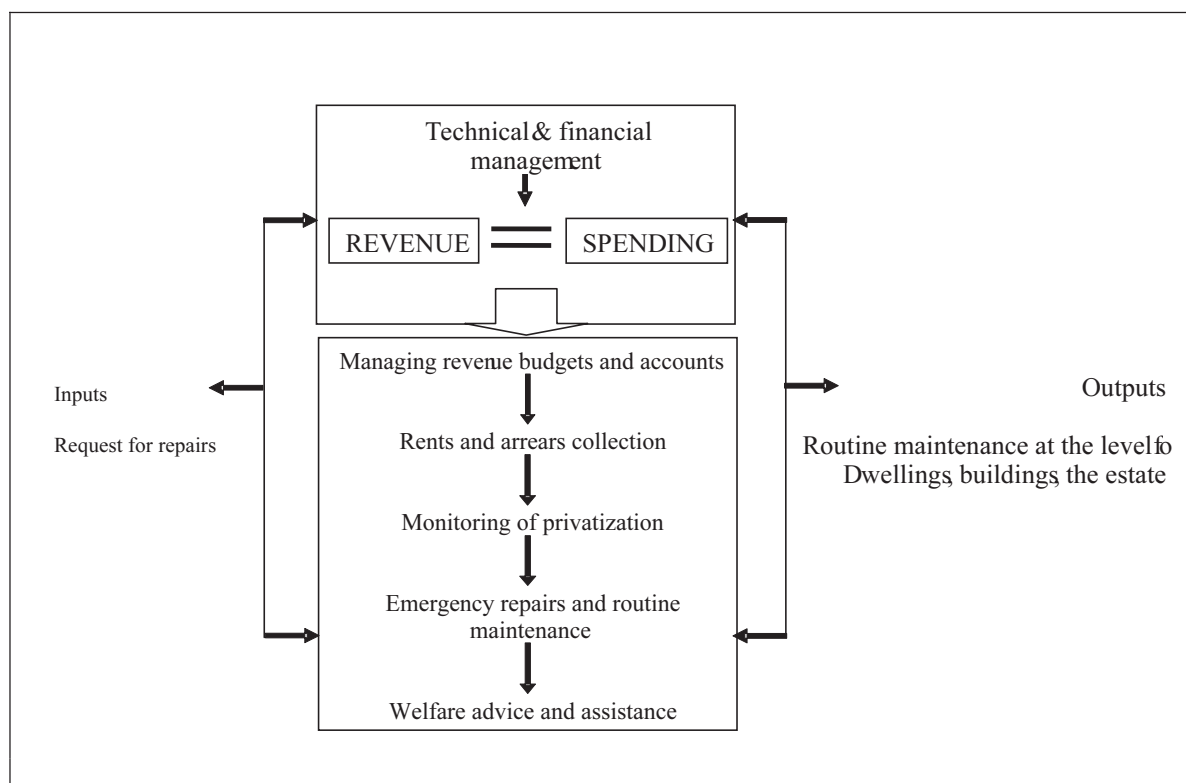 Technical & financial
management
REVENUE
SPENDING
Managing revenue budgets and accounts
Inputs
Request for repairs
Rents and arrears collection
Monitoring of privatization
Emergency repairs and routine
maintenance
Welfare advice and assistance
Outputs
Routine maintenance at the level fo
Dwellings, buildings, the estate